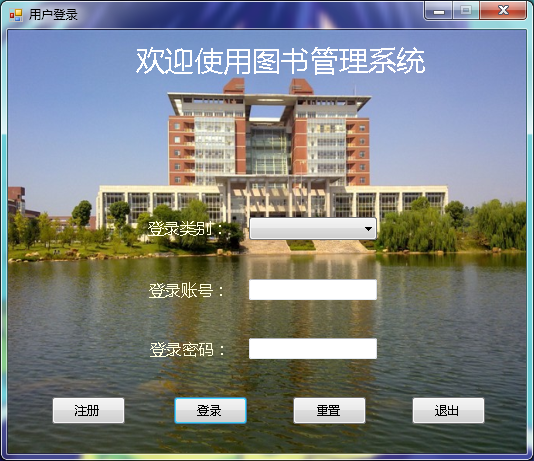 用户登录
欢迎使用图书管理系统
登录类别：
登录账号：
登录密码：
注册 登录 重置 退出